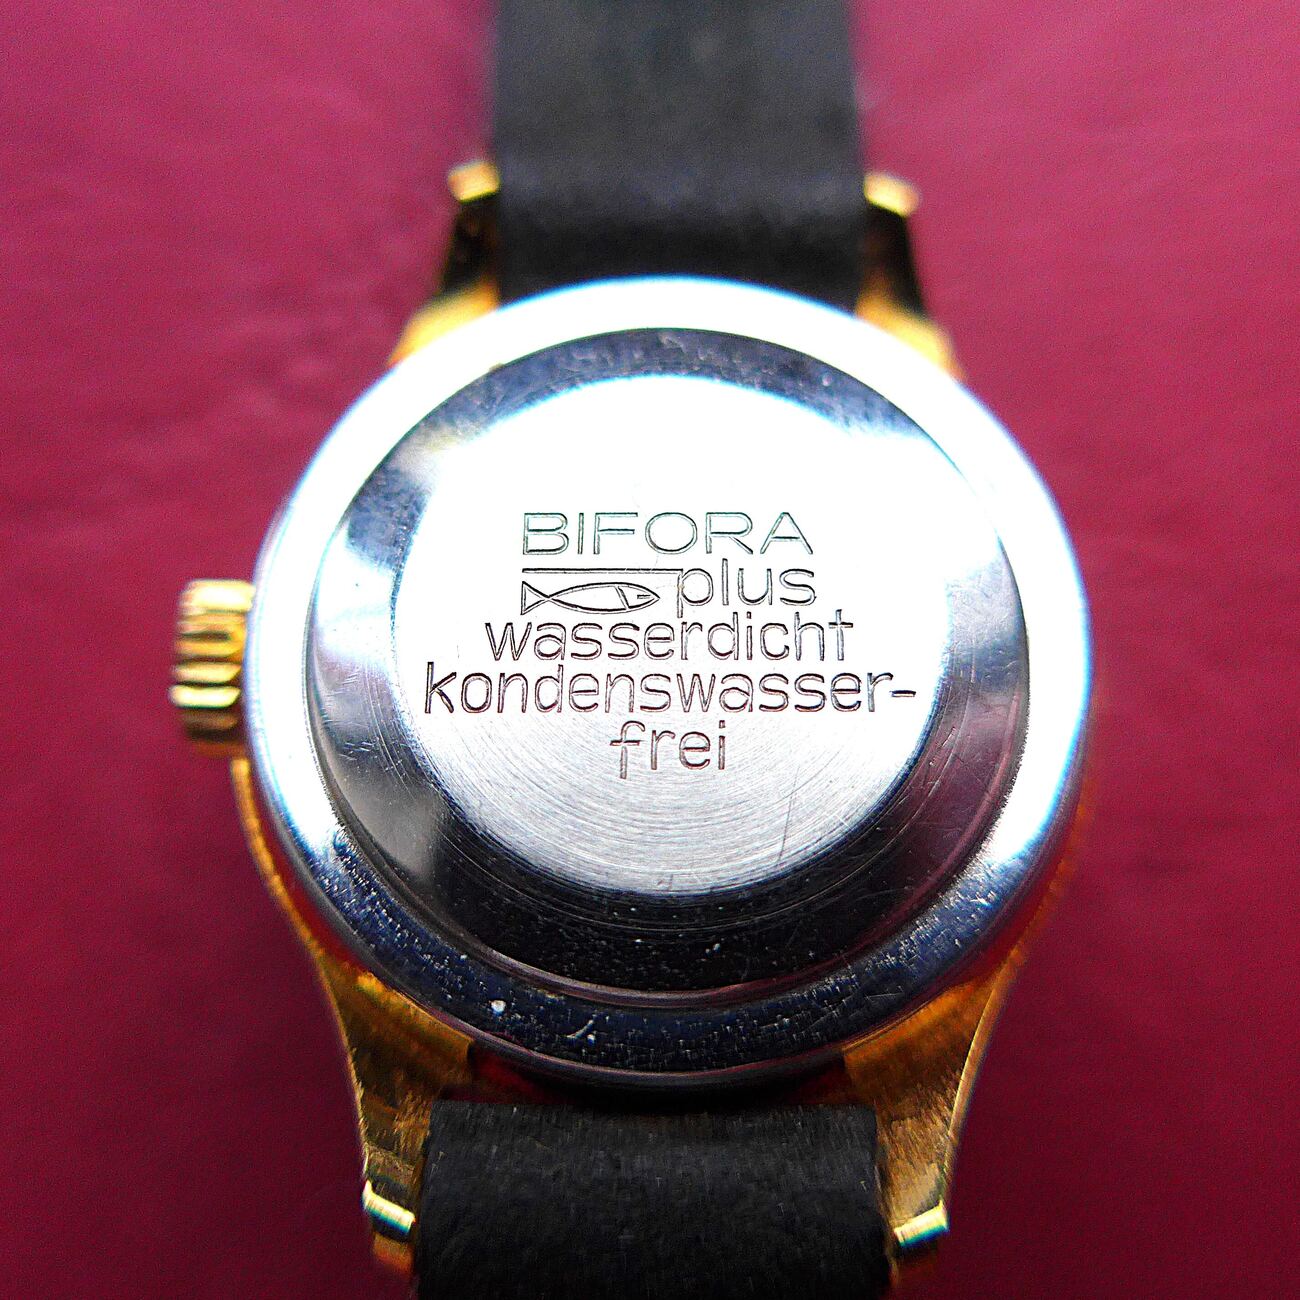 BIFORA
plus
wasserdicht
kondenswasser-
frei